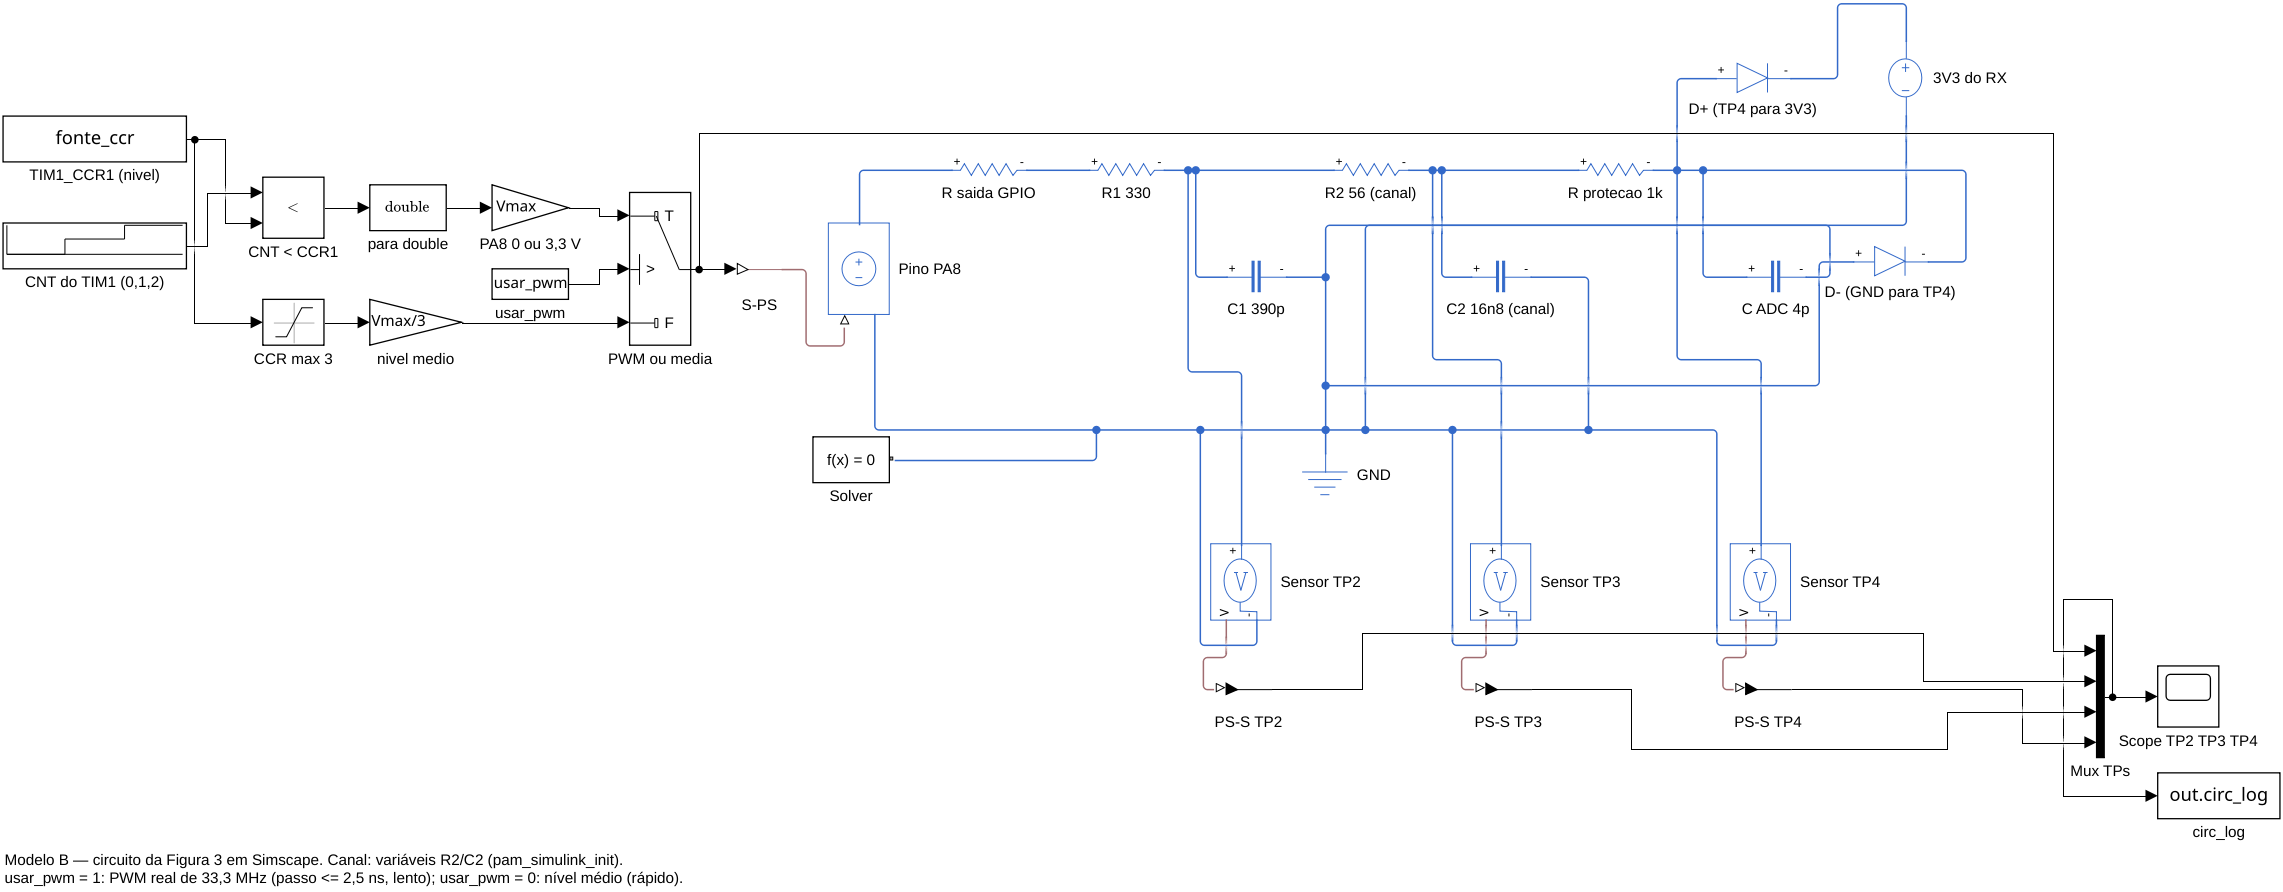 + -
D+ (TP4 para 3V3)
+
−
3V3 do RX
fonte_ccr
TIM1_CCR1 (nivel)
CNT do TIM1 (0,1,2)
<
CNT < CCR1
double
para double
Vmax
PA8 0 ou 3,3 V
usar_pwm
usar_pwm
CCR max 3
Vmax/3
nivel medio
T
>
F
PWM ou media
S-PS
+
−
Pino PA8
+ -
R saida GPIO
+ -
R1 330
+ -
R2 56 (canal)
+ -
R protecao 1k
+ -
C1 390p
+ -
C2 16n8 (canal)
+ -
C ADC 4p
+ -
D- (GND para TP4)
f(x) = 0
Solver
GND
+
V
V -
Sensor TP2
+
V
V -
Sensor TP3
+
V
V -
Sensor TP4
PS-S TP2
PS-S TP3
PS-S TP4
Mux TPs
Scope TP2 TP3 TP4
out.circ_log
circ_log
Modelo B — circuito da Figura 3 em Simscape. Canal: variáveis R2/C2 (pam_simulink_init).
usar_pwm = 1: PWM real de 33,3 MHz (passo <= 2,5 ns, lento); usar_pwm = 0: nível médio (rápido).